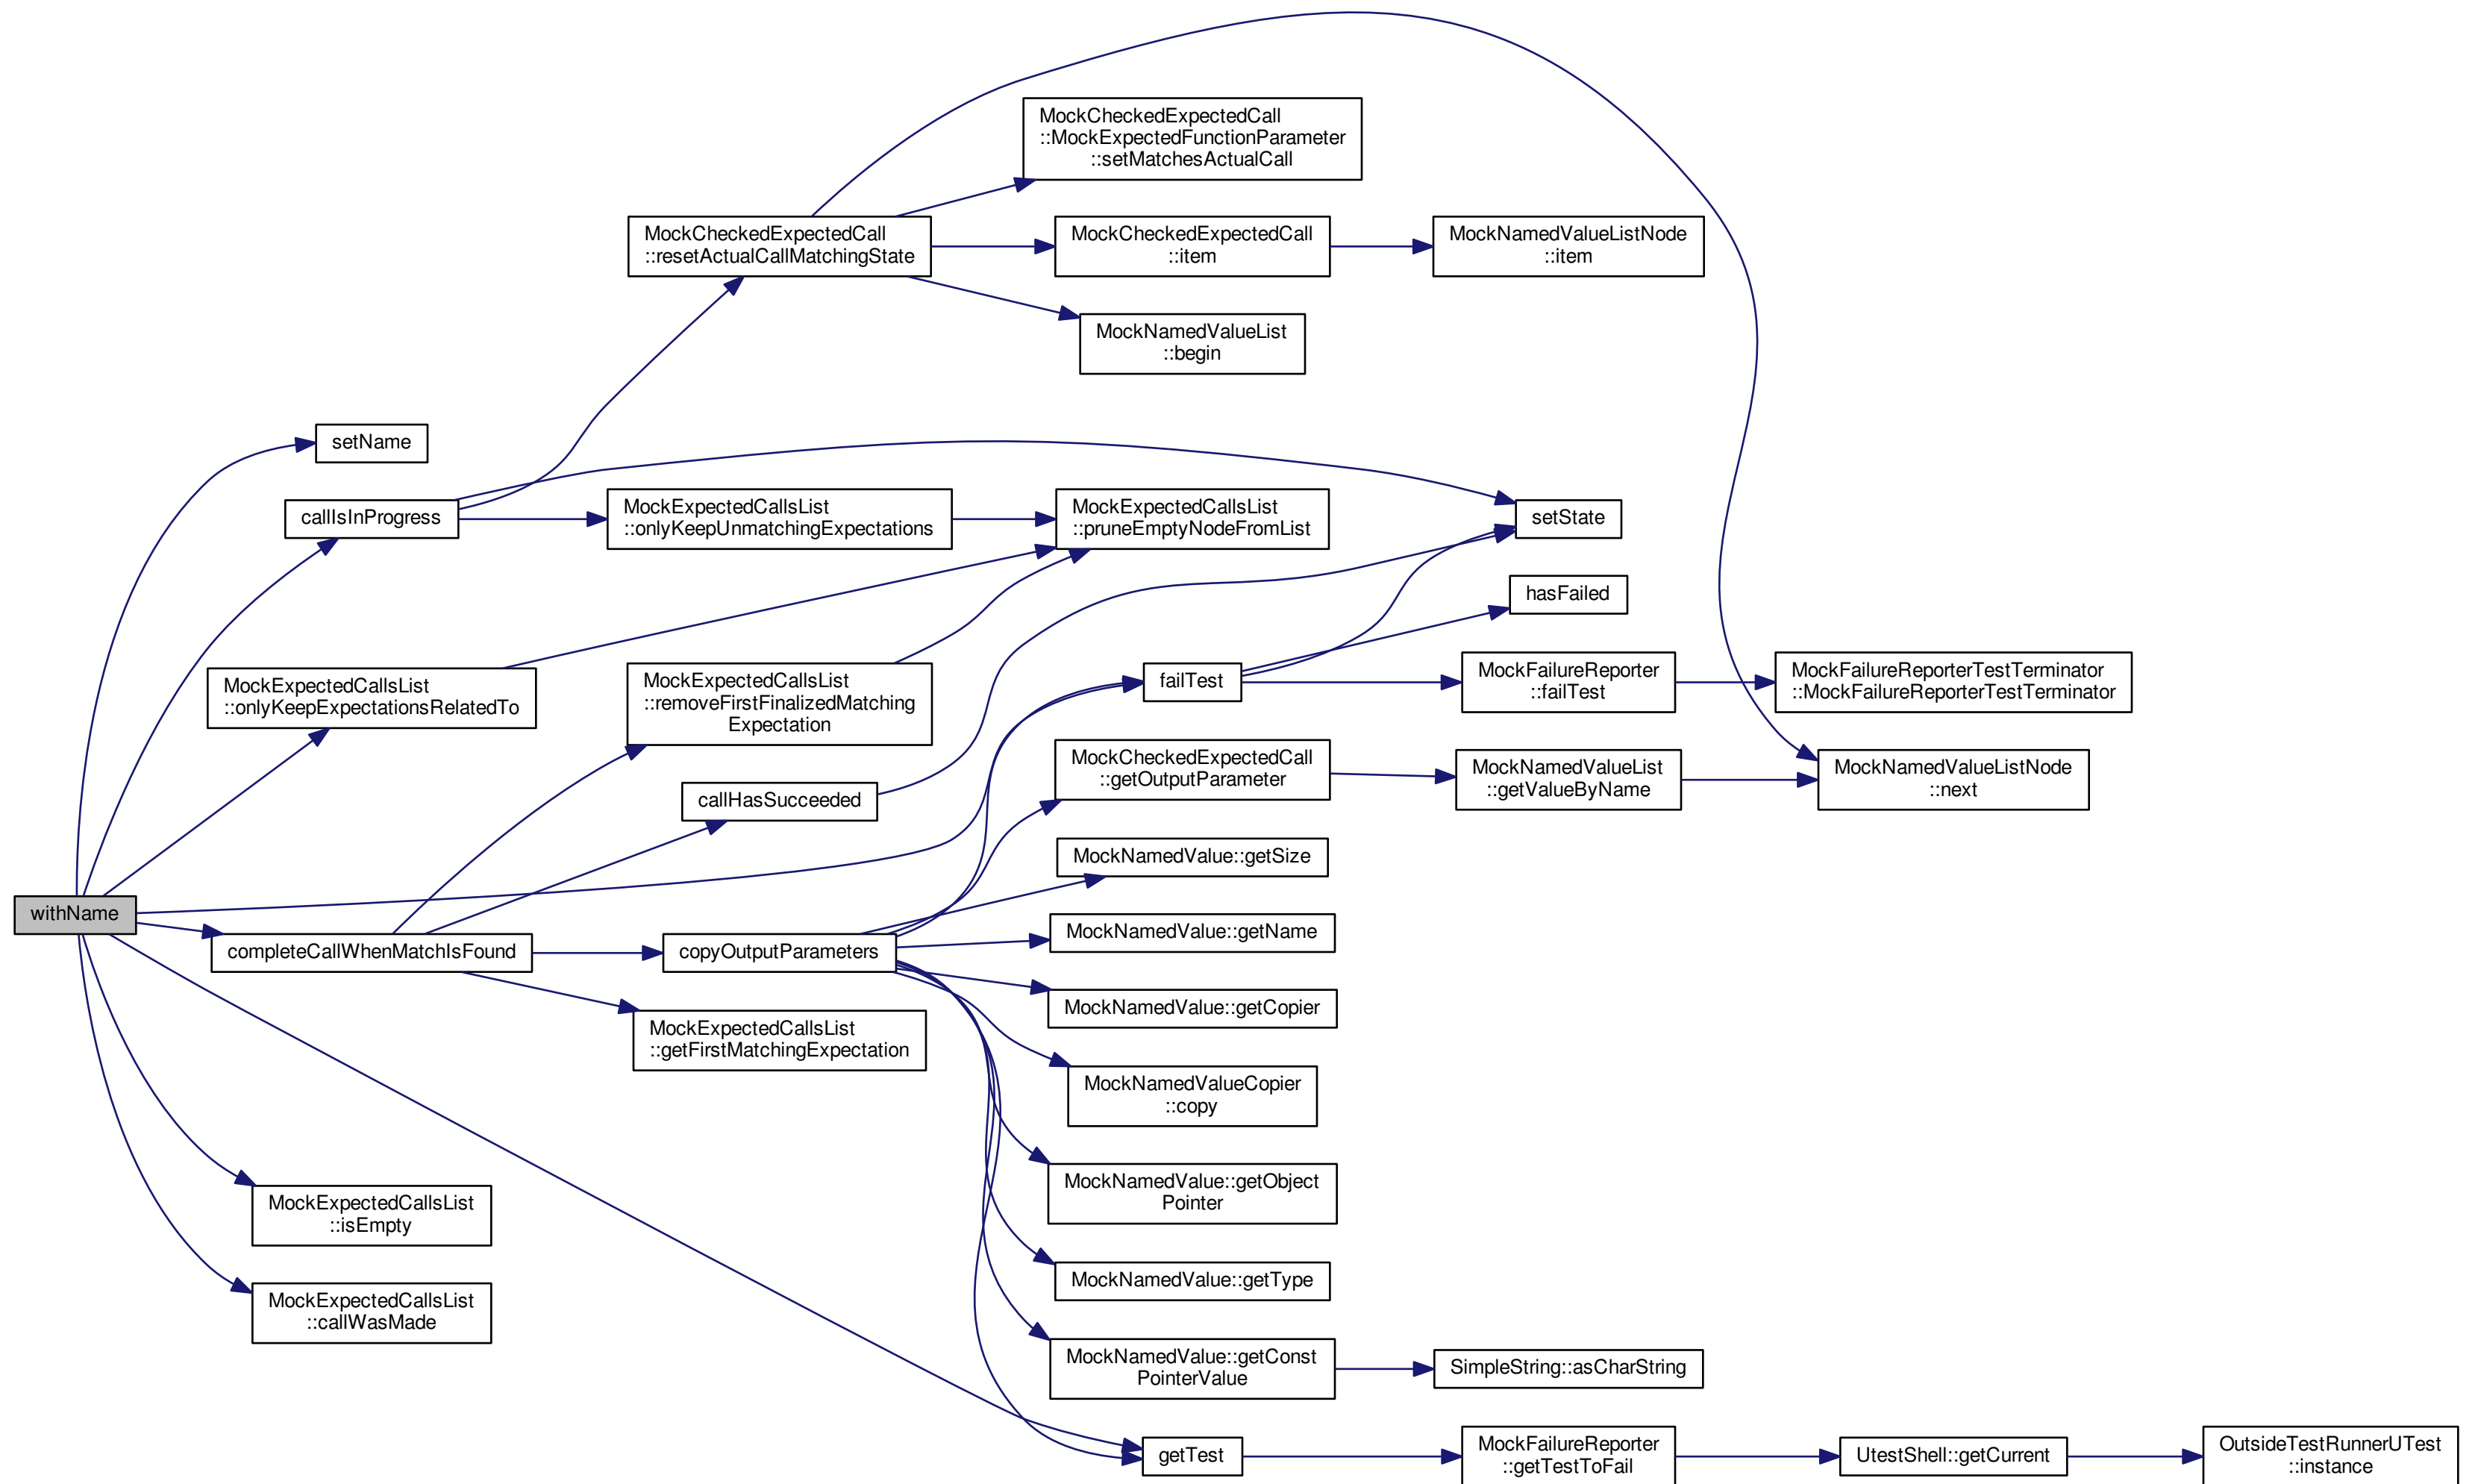 MockCheckedExpectedCall
::MockExpectedFunctionParameter
::setMatchesActualCall
MockCheckedExpectedCall
::resetActualCallMatchingState
MockCheckedExpectedCall
::item
MockNamedValueListNode
::item
MockNamedValueList
::begin
setName
callIsInProgress
MockExpectedCallsList
::onlyKeepUnmatchingExpectations
MockExpectedCallsList
::pruneEmptyNodeFromList
setState
hasFailed
MockExpectedCallsList
::onlyKeepExpectationsRelatedTo
MockExpectedCallsList
::removeFirstFinalizedMatching
Expectation
failTest
MockFailureReporter
::failTest
MockFailureReporterTestTerminator
::MockFailureReporterTestTerminator
callHasSucceeded
MockCheckedExpectedCall
::getOutputParameter
MockNamedValueList
::getValueByName
MockNamedValueListNode
::next
MockNamedValue::getSize
withName
completeCallWhenMatchIsFound
copyOutputParameters
MockNamedValue::getName
MockNamedValue::getCopier
MockExpectedCallsList
::getFirstMatchingExpectation
MockNamedValueCopier
::copy
MockNamedValue::getObject
Pointer
MockExpectedCallsList
::isEmpty
MockNamedValue::getType
MockExpectedCallsList
::callWasMade
MockNamedValue::getConst
PointerValue
SimpleString::asCharString
getTest
MockFailureReporter
::getTestToFail
UtestShell::getCurrent
OutsideTestRunnerUTest
::instance